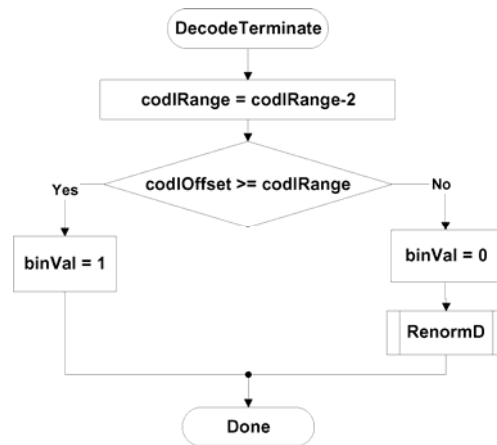 DecodeTerminate
codIRange = codIRange-2
codIOffset >= codIRange
Yes
No
binVal = 1
binVal = 0
RenormD
Done